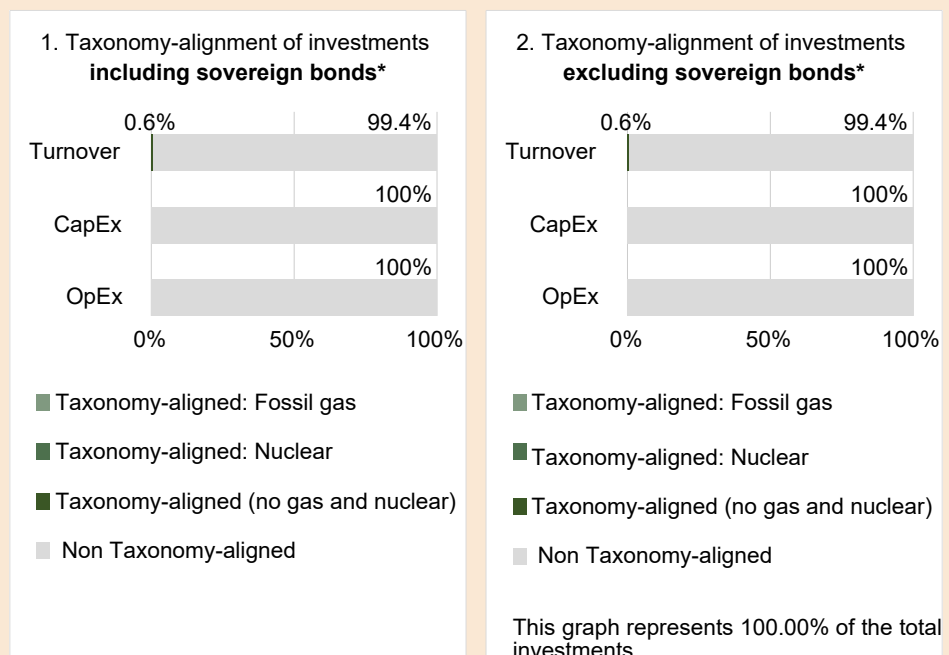 1. Taxonomy-alignment of investments
including sovereign bonds*
0.6% 99.4%
Turnover
100%
CapEx
100%
OpEx
0% 50% 100%
Taxonomy-aligned: Fossil gas
Taxonomy-aligned: Nuclear
Taxonomy-aligned (no gas and nuclear)
Non Taxonomy-aligned
2. Taxonomy-alignment of investments
excluding sovereign bonds*
0.6% 99.4%
Turnover
100%
CapEx
100%
OpEx
0% 50% 100%
Taxonomy-aligned: Fossil gas
Taxonomy-aligned: Nuclear
Taxonomy-aligned (no gas and nuclear)
Non Taxonomy-aligned
This graph represents 100.00% of the total
investments